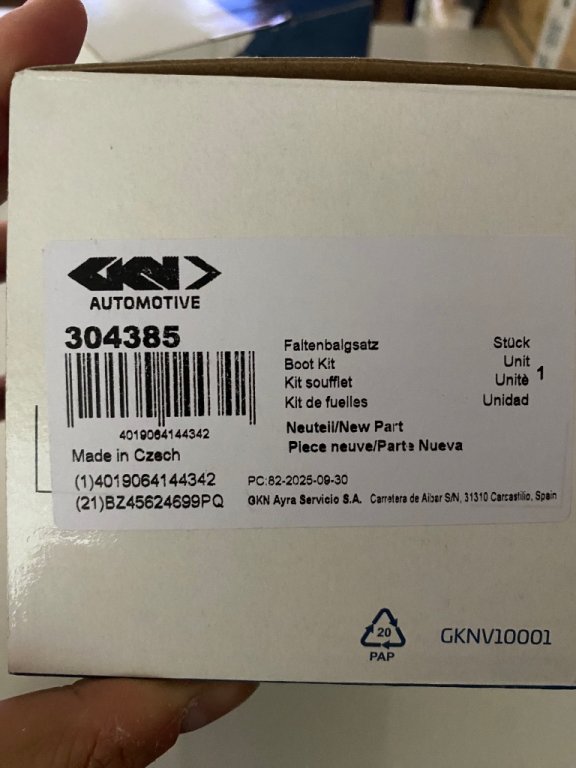 GKN
AUTOMOTIVE
304385
4019064144342
Made in Czech
(1)4019064144342
(21)BZ45624699PQ
Faltenbalgsatz Stück
Boot Kit Unit
Kit soufflet Unitè 1
Kit de fuelles Unidad
Neuteil/New Part
Piece neuve/Parte Nueva
PC:82-2025-09-30
GKN Ayra Servicio S.A. Carretera de Aibar S/N, 31310 Carcastillo, Spain
20
PAP
GKNV10001